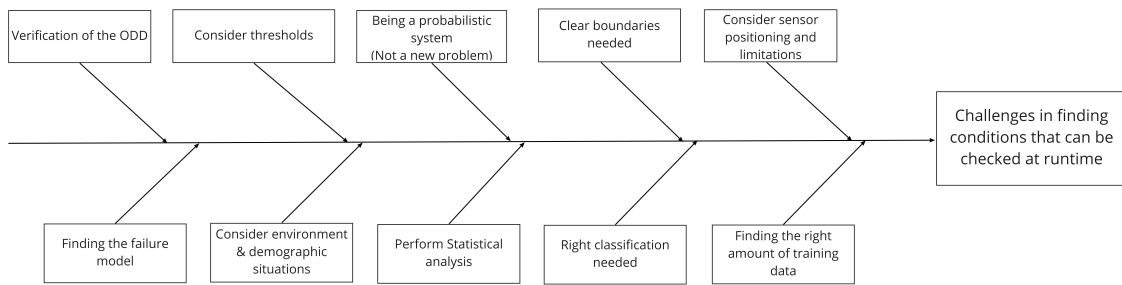 Verification of the ODD
Consider thresholds
Being a probabilistic
system
(Not a new problem)
Clear boundaries
needed
Consider sensor
positioning and
limitations
Challenges in finding
conditions that can be
checked at runtime
Finding the failure
model
Consider environment
& demographic
situations
Perform Statistical
analysis
Right classification
needed
Finding the right
amount of training
data